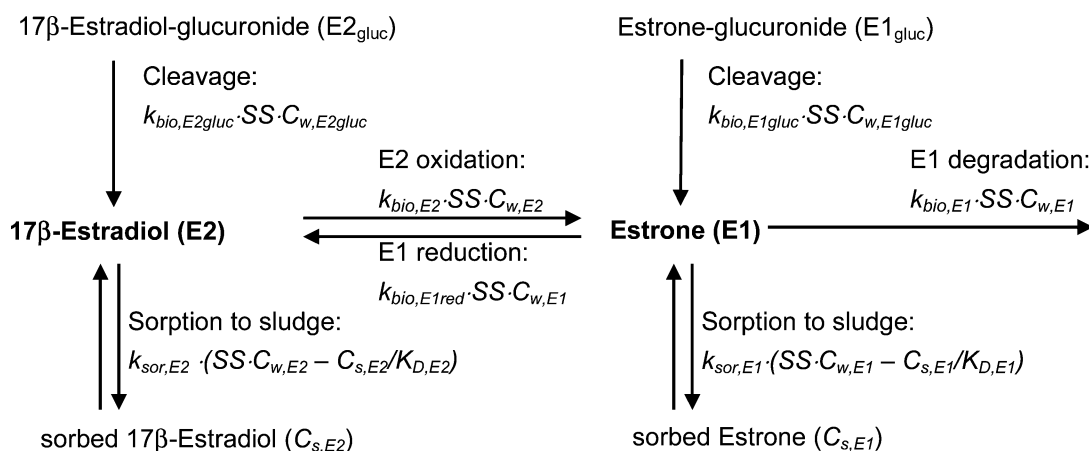 17β-Estradiol-glucuronide (E2gluc)
Estrone-glucuronide (E1gluc)
Cleavage:
kbio,E2gluc·SS·Cw,E2gluc
Cleavage:
kbio,E1gluc·SS·Cw,E1gluc
E2 oxidation:
kbio,E2·SS·Cw,E2
E1 degradation:
kbio,E1·SS·Cw,E1
17β-Estradiol (E2)
Estrone (E1)
E1 reduction:
kbio,E1red·SS·Cw,E1
Sorption to sludge:
ksor,E2 ·(SS·Cw,E2 – Cs,E2/KD,E2)
Sorption to sludge:
ksor,E1·(SS·Cw,E1 – Cs,E1/KD,E1)
sorbed 17β-Estradiol (Cs,E2)
sorbed Estrone (Cs,E1)